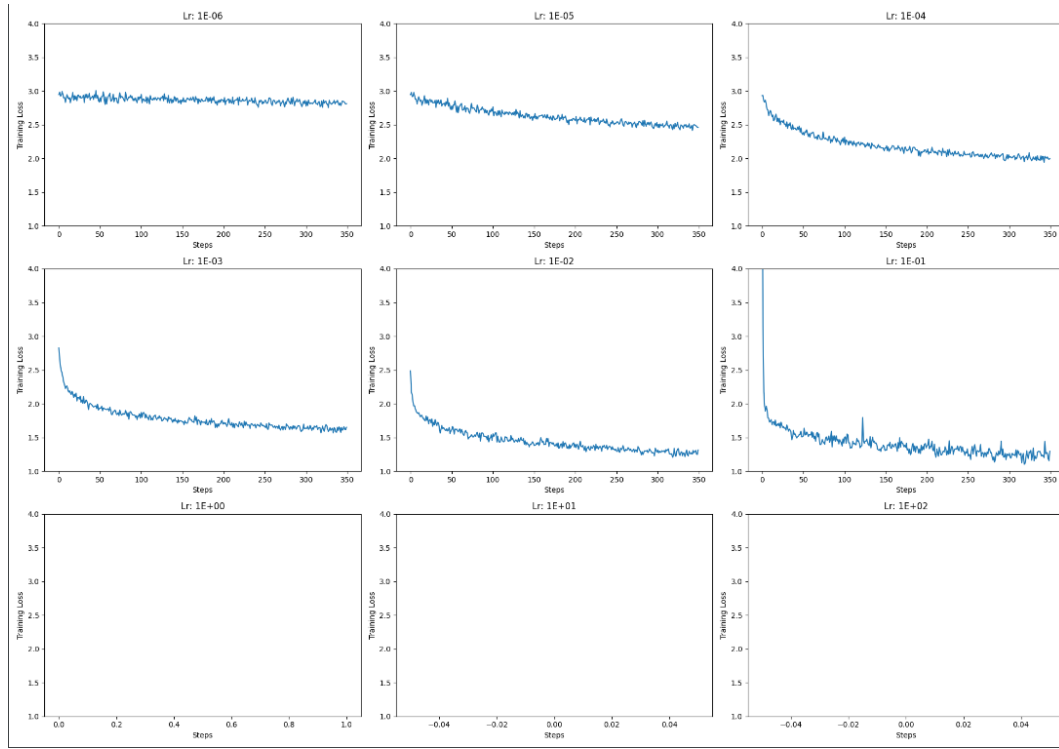 Lr: 1E-06
4.0
3.5
3.0
2.5
2.0
1.5
1.0
Training Loss
0 50 100 150 200 250 300 350
Steps
Lr: 1E-05
4.0
3.5
3.0
2.5
2.0
1.5
1.0
Training Loss
0 50 100 150 200 250 300 350
Steps
Lr: 1E-04
4.0
3.5
3.0
2.5
2.0
1.5
1.0
Training Loss
0 50 100 150 200 250 300 350
Steps
Lr: 1E-03
4.0
3.5
3.0
2.5
2.0
1.5
1.0
Training Loss
0 50 100 150 200 250 300 350
Steps
Lr: 1E-02
4.0
3.5
3.0
2.5
2.0
1.5
1.0
Training Loss
0 50 100 150 200 250 300 350
Steps
Lr: 1E-01
4.0
3.5
3.0
2.5
2.0
1.5
1.0
Training Loss
0 50 100 150 200 250 300 350
Steps
Lr: 1E+00
4.0
3.5
3.0
2.5
2.0
1.5
1.0
Training Loss
0.0 0.2 0.4 0.6 0.8 1.0
Steps
Lr: 1E+01
4.0
3.5
3.0
2.5
2.0
1.5
1.0
Training Loss
−0.04 −0.02 0.00 0.02 0.04
Steps
Lr: 1E+02
4.0
3.5
3.0
2.5
2.0
1.5
1.0
Training Loss
−0.04 −0.02 0.00 0.02 0.04
Steps